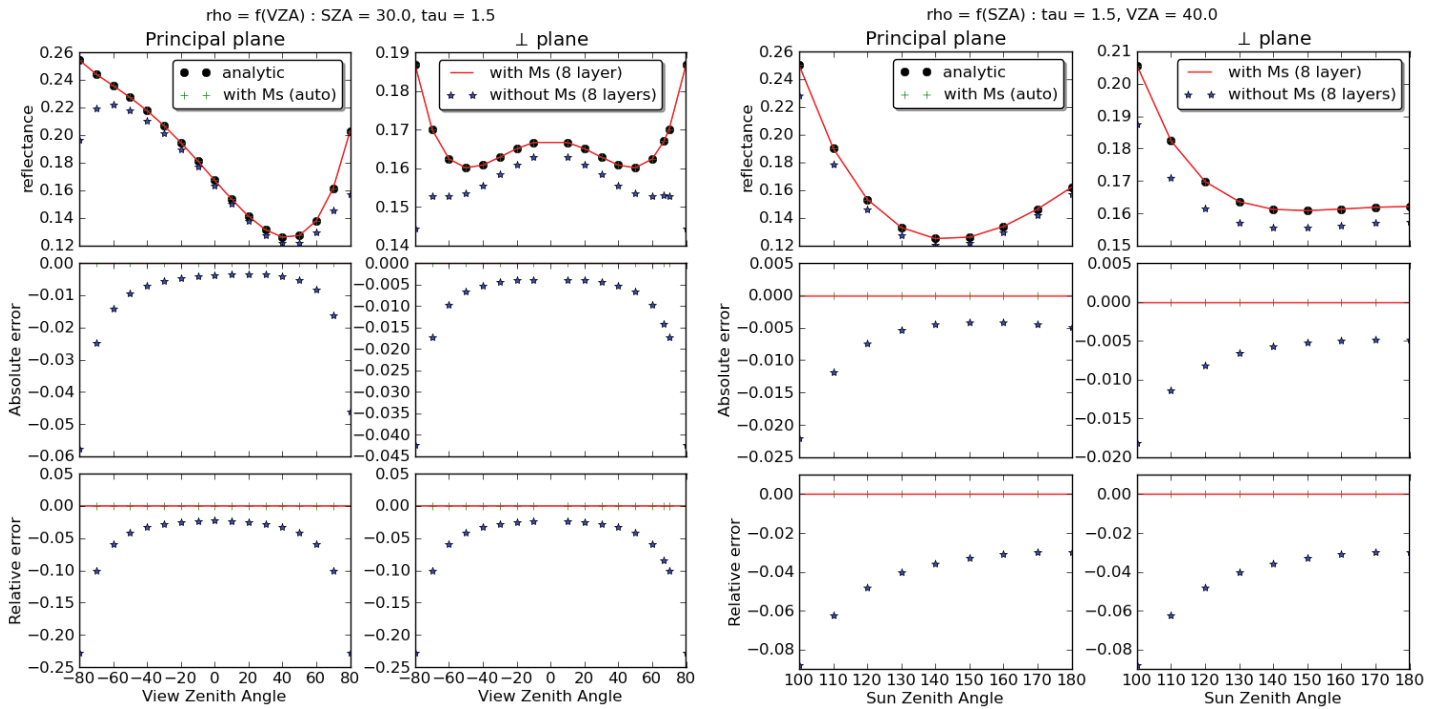 rho = f(VZA) : SZA = 30.0, tau = 1.5
Principal plane
⊥ plane
0.26
0.24
0.22
0.20
0.18
0.16
0.14
0.12
reflectance
analytic
with Ms (auto)
0.19
0.18
0.17
0.16
0.15
0.14
with Ms (8 layer)
without Ms (8 layers)
0.00
−0.01
−0.02
−0.03
−0.04
−0.05
−0.06
Absolute error
0.000
−0.005
−0.010
−0.015
−0.020
−0.025
−0.030
−0.035
−0.040
−0.045
0.05
0.00
−0.05
−0.10
−0.15
−0.20
−0.25
Relative error
−80 −60 −40 −20 0 20 40 60 80
View Zenith Angle
0.05
0.00
−0.05
−0.10
−0.15
−0.20
−0.25
−80 −60 −40 −20 0 20 40 60 80
View Zenith Angle
rho = f(SZA) : tau = 1.5, VZA = 40.0
Principal plane
⊥ plane
0.26
0.24
0.22
0.20
0.18
0.16
0.14
0.12
reflectance
analytic
with Ms (auto)
0.21
0.20
0.19
0.18
0.17
0.16
0.15
with Ms (8 layer)
without Ms (8 layers)
0.005
0.000
−0.005
−0.010
−0.015
−0.020
−0.025
Absolute error
0.005
0.000
−0.005
−0.010
−0.015
−0.020
0.00
−0.02
−0.04
−0.06
−0.08
Relative error
100 110 120 130 140 150 160 170 180
Sun Zenith Angle
0.00
−0.02
−0.04
−0.06
−0.08
100 110 120 130 140 150 160 170 180
Sun Zenith Angle